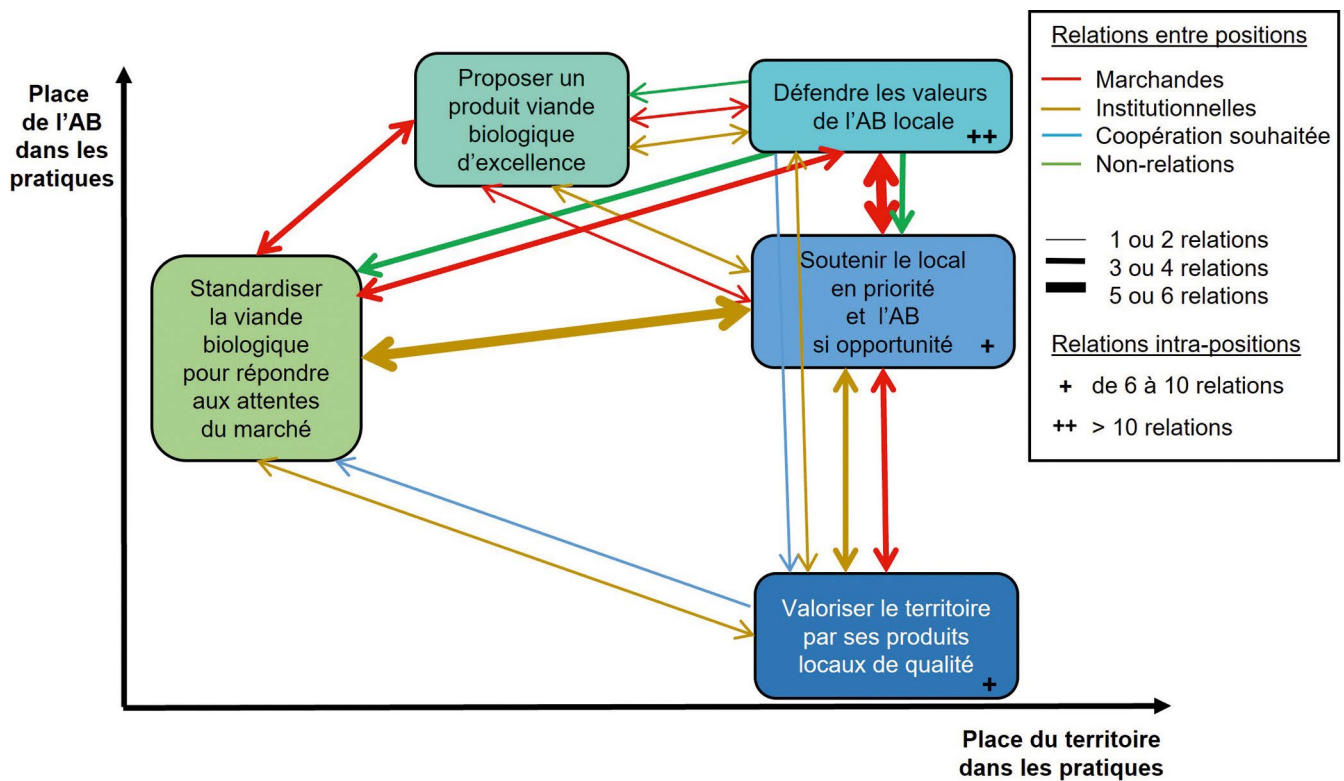 Place
de l'AB
dans les
pratiques
Proposer un
produit viande
biologique
d'excellence
Défendre les valeurs
de l'AB locale
++
Standardiser
la viande
biologique
pour répondre
aux attentes
du marché
Soutenir le local
en priorité
et l'AB
si opportunité
+
Valoriser le territoire
par ses produits
locaux de qualité
+
Place du territoire
dans les pratiques
Relations entre positions
Marchandes
Institutionnelles
Coopération souhaitée
Non-relations
1 ou 2 relations
3 ou 4 relations
5 ou 6 relations
Relations intra-positions
+ de 6 à 10 relations
++ > 10 relations